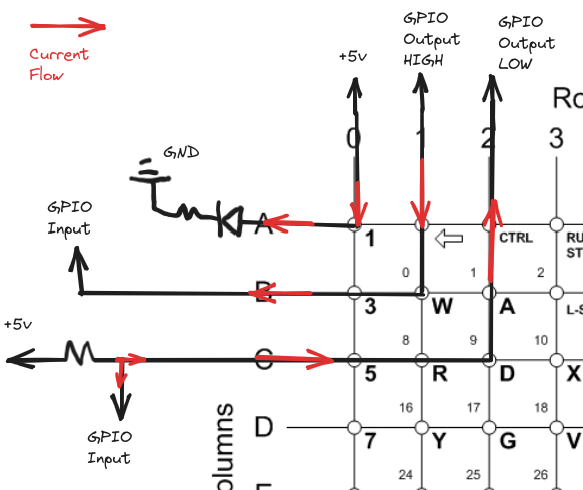 Current
Flow
GPIO
Output
HIGH
GPIO
Output
LOW
+5v
Ro
0
1
2
3
GND
A
1
CTRL
RU
ST
GPIO
Input
0
1
2
B
3
W
A
L-S
+5v
8
9
10
C
5
R
D
X
16
17
18
GPIO
Input
D
7
Y
G
V
24
25
26
olumns